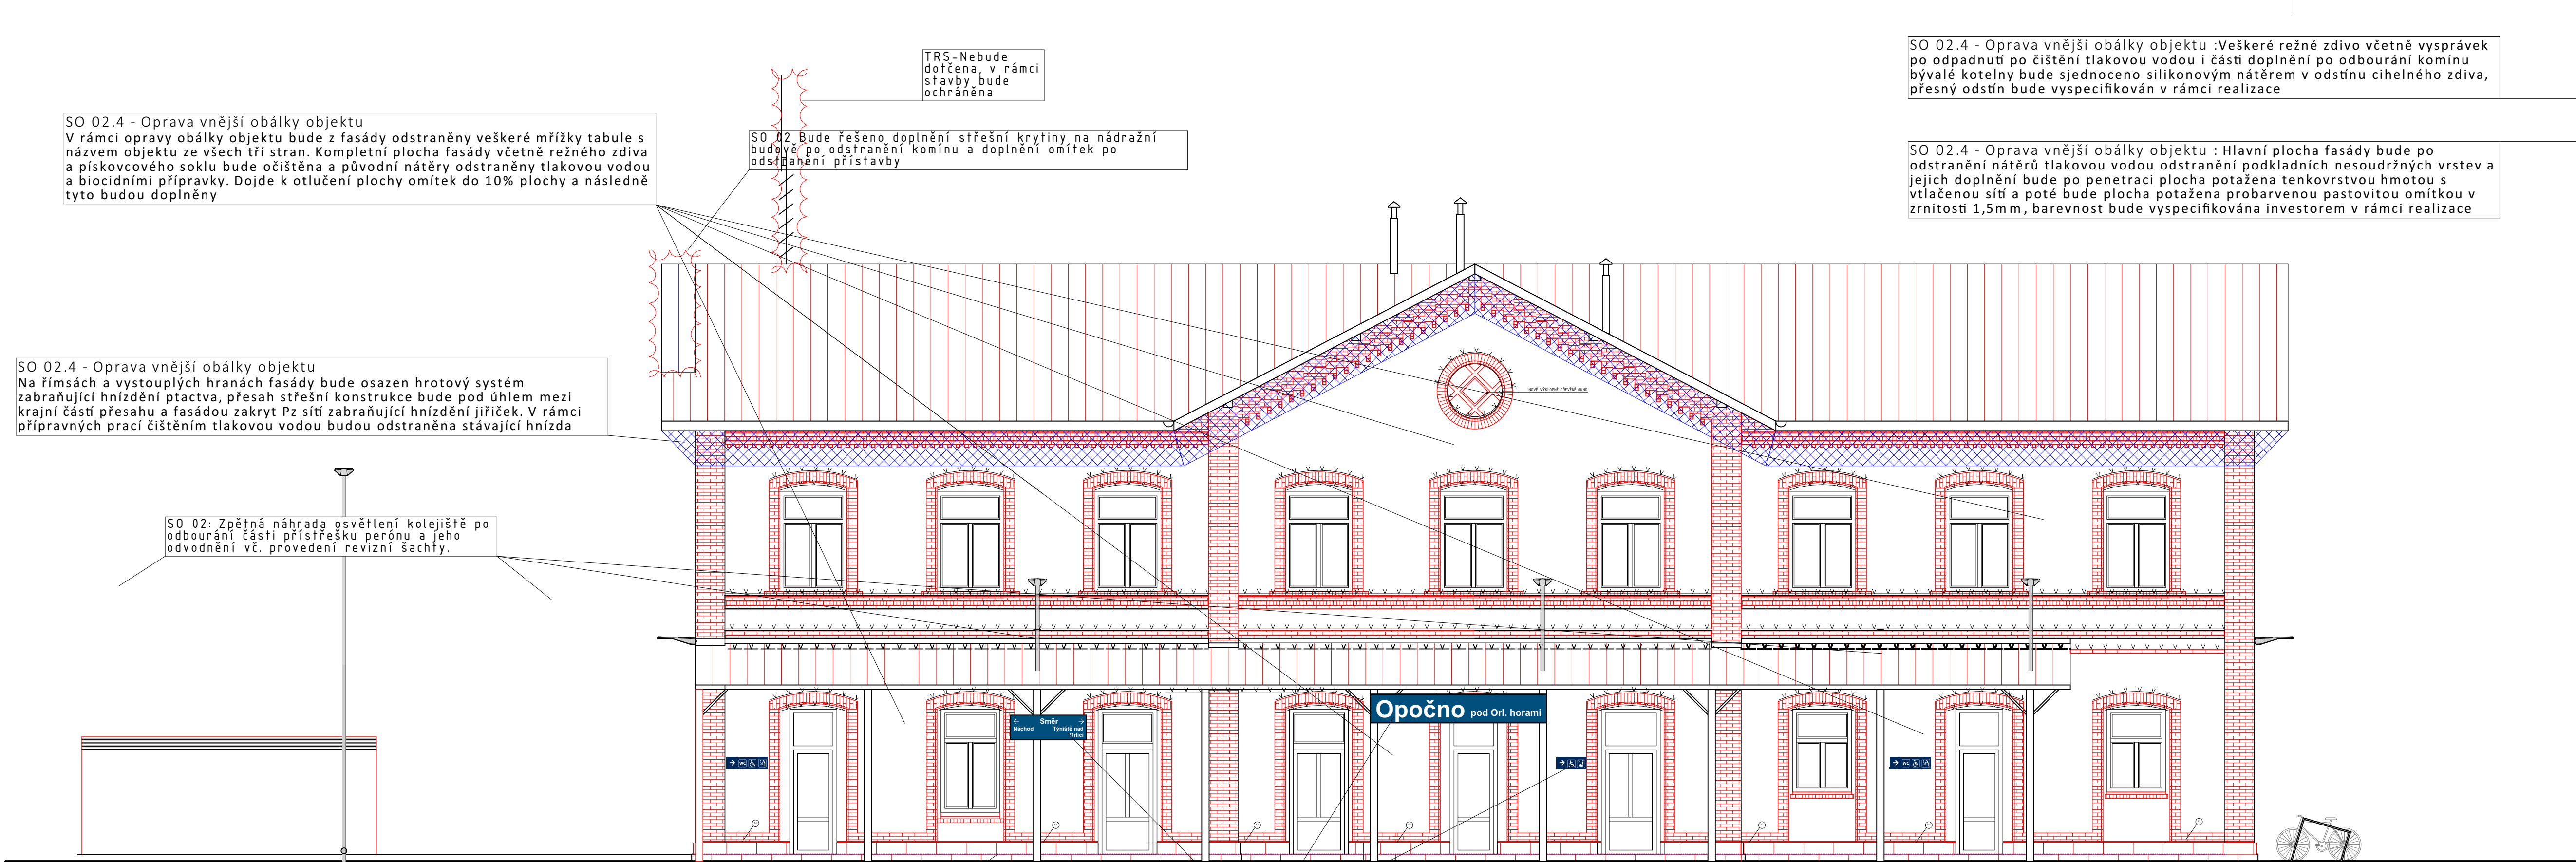 TRS-Nebude
dotčena, v rámci
stavby bude
ochráněna
SO 02.4 - Oprava vnější obálky objektu :Veškeré režné zdivo včetně vysprávek
po odpadnutí po čištění tlakovou vodou i části doplnění po odbourání komínu
bývalé kotelny bude sjednoceno silikonovým nátěrem v odstínu cihelného zdiva,
přesný odstín bude vyspecifikován v rámci realizace
SO 02.4 - Oprava vnější obálky objektu
V rámci opravy obálky objektu bude z fasády odstraněny veškeré mřížky tabule s
názvem objektu ze všech tří stran. Kompletní plocha fasády včetně režného zdiva
a pískovcového soklu bude očištěna a původní nátěry odstraněny tlakovou vodou
a biocidními přípravky. Dojde k otlučení plochy omítek do 10% plochy a následně
tyto budou doplněny
SO 02 Bude řešeno doplnění střešní krytiny na nádražní
budově po odstranění komínu a doplnění omítek po
odstranění přístavby
SO 02.4 - Oprava vnější obálky objektu : Hlavní plocha fasády bude po
odstranění nátěrů tlakovou vodou odstranění podkladních nesoudržných vrstev a
jejich doplnění bude po penetraci plocha potažena tenkovrstvou hmotou s
vtlačenou sítí a poté bude plocha potažena probarvenou pastovitou omítkou v
zrnitosti 1,5mm, barevnost bude vyspecifikována investorem v rámci realizace
SO 02.4 - Oprava vnější obálky objektu
Na římsách a vystouplých hranách fasády bude osazen hrotový systém
zabraňující hnízdění ptactva, přesah střešní konstrukce bude pod úhlem mezi
krajní částí přesahu a fasádou zakryt Pz sítí zabraňující hnízdění jiřiček. V rámci
přípravných prací čištěním tlakovou vodou budou odstraněna stávající hnízda
NOVÉ VÝKLOPNÉ DŘEVĚNÉ OKNO
SO 02: Zpětná náhrada osvětlení kolejiště po
odbourání části přístřešku perónu a jeho
odvodnění vč. provedení revizní šachty.
Opočno pod Orl. horami
← Směr →
Náchod Týniště nad
Orlicí
→ WC
→
→ WC